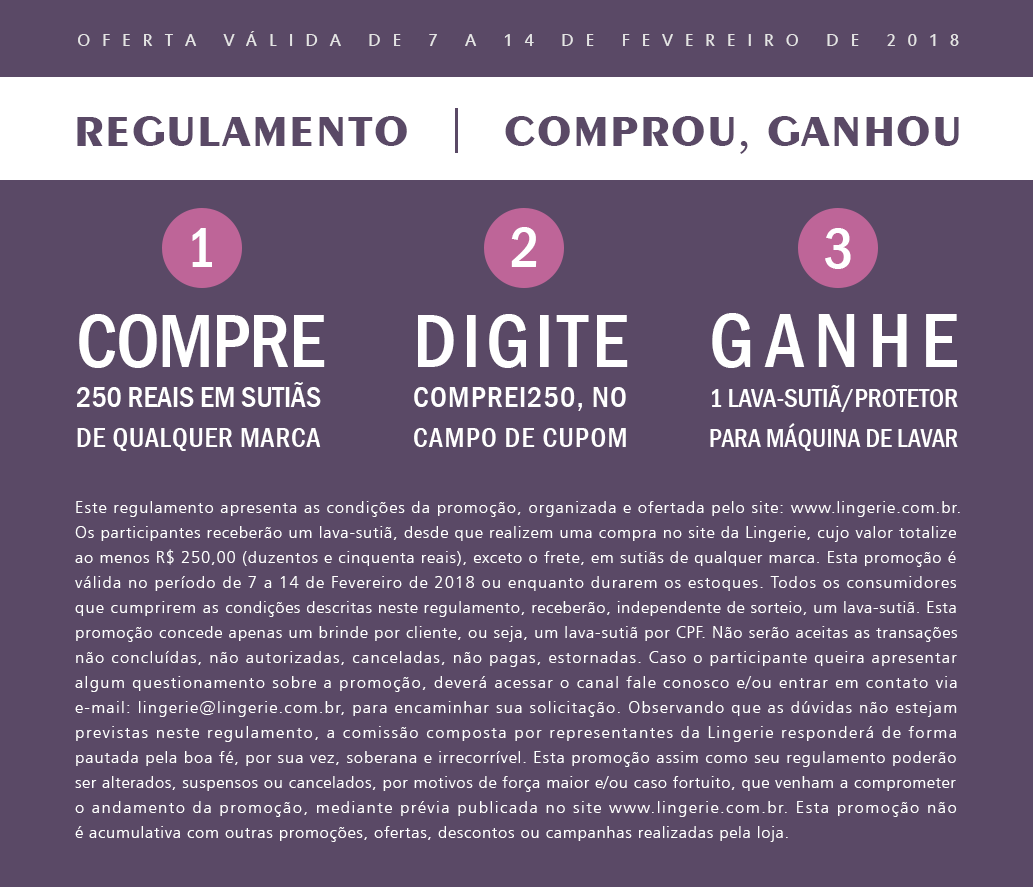 OFERTA VÁLIDA DE 7 A 14 DE FEVEREIRO DE 2018
REGULAMENTO | COMPROU, GANHOU
1
COMPRE
250 REAIS EM SUTIÃS
DE QUALQUER MARCA
2
DIGITE
COMPREI250, NO
CAMPO DE CUPOM
3
GANHE
1 LAVA-SUTIÃ/PROTETOR
PARA MÁQUINA DE LAVAR
Este regulamento apresenta as condições da promoção, organizada e ofertada pelo site: www.lingerie.com.br.
Os participantes receberão um lava-sutiã, desde que realizem uma compra no site da Lingerie, cujo valor totalize
ao menos R$ 250,00 (duzentos e cinquenta reais), exceto o frete, em sutiãs de qualquer marca. Esta promoção é
válida no período de 7 a 14 de Fevereiro de 2018 ou enquanto durarem os estoques. Todos os consumidores
que cumprirem as condições descritas neste regulamento, receberão, independente de sorteio, um lava-sutiã. Esta
promoção concede apenas um brinde por cliente, ou seja, um lava-sutiã por CPF. Não serão aceitas as transações
não concluídas, não autorizadas, canceladas, não pagas, estornadas. Caso o participante queira apresentar
algum questionamento sobre a promoção, deverá acessar o canal fale conosco e/ou entrar em contato via
e-mail: lingerie@lingerie.com.br, para encaminhar sua solicitação. Observando que as dúvidas não estejam
previstas neste regulamento, a comissão composta por representantes da Lingerie responderá de forma
pautada pela boa fé, por sua vez, soberana e irrecorrível. Esta promoção assim como seu regulamento poderão
ser alterados, suspensos ou cancelados, por motivos de força maior e/ou caso fortuito, que venham a comprometer
o andamento da promoção, mediante prévia publicada no site www.lingerie.com.br. Esta promoção não
é acumulativa com outras promoções, ofertas, descontos ou campanhas realizadas pela loja.